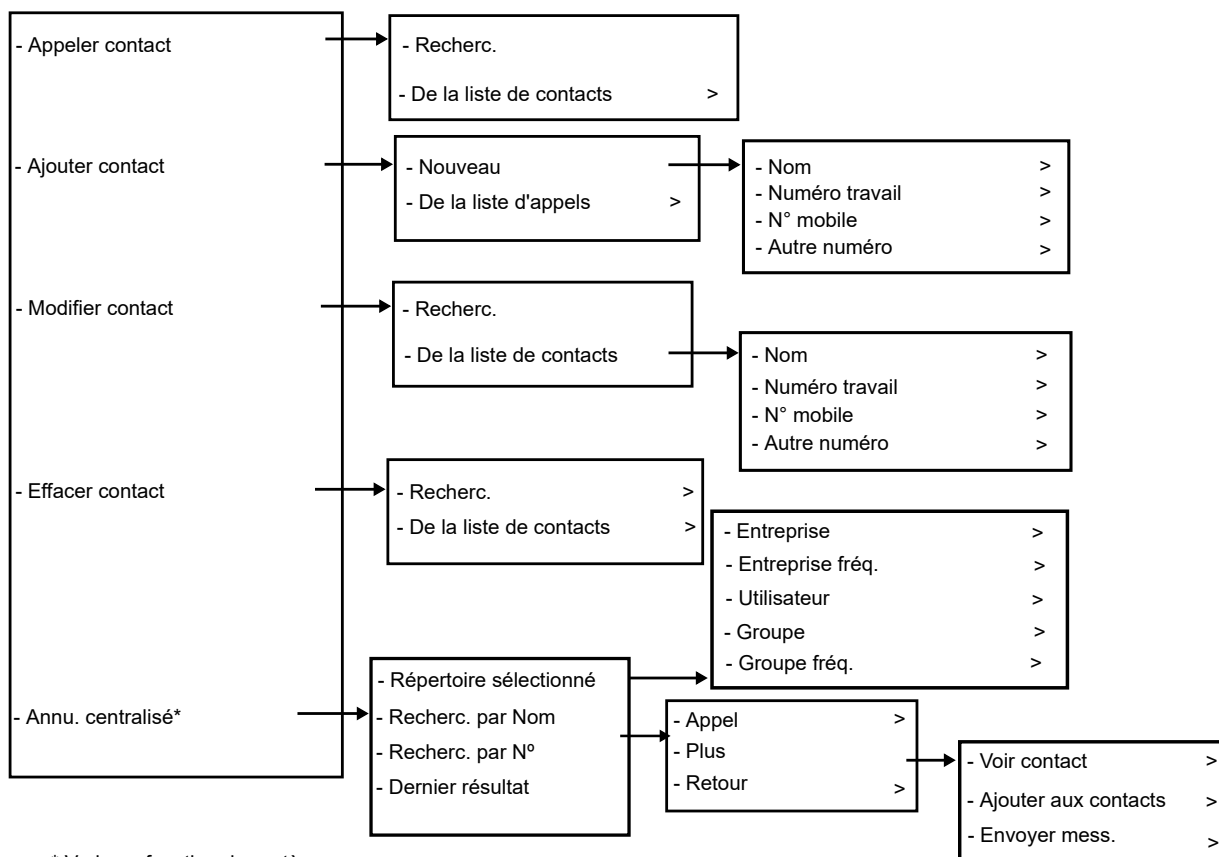 - Appeler contact
- Recherc.
- De la liste de contacts >
- Ajouter contact
- Nouveau
- De la liste d'appels >
- Nom >
- Numéro travail >
- N° mobile >
- Autre numéro >
- Modifier contact
- Recherc.
- De la liste de contacts
- Nom >
- Numéro travail >
- N° mobile >
- Autre numéro >
- Effacer contact
- Recherc. >
- De la liste de contacts >
- Entreprise >
- Entreprise fréq. >
- Utilisateur >
- Groupe >
- Groupe fréq. >
- Annu. centralisé*
- Répertoire sélectionné
- Recherc. par Nom
- Recherc. par Nº
- Dernier résultat
- Appel >
- Plus
- Retour >
- Voir contact >
- Ajouter aux contacts >
- Envoyer mess. >